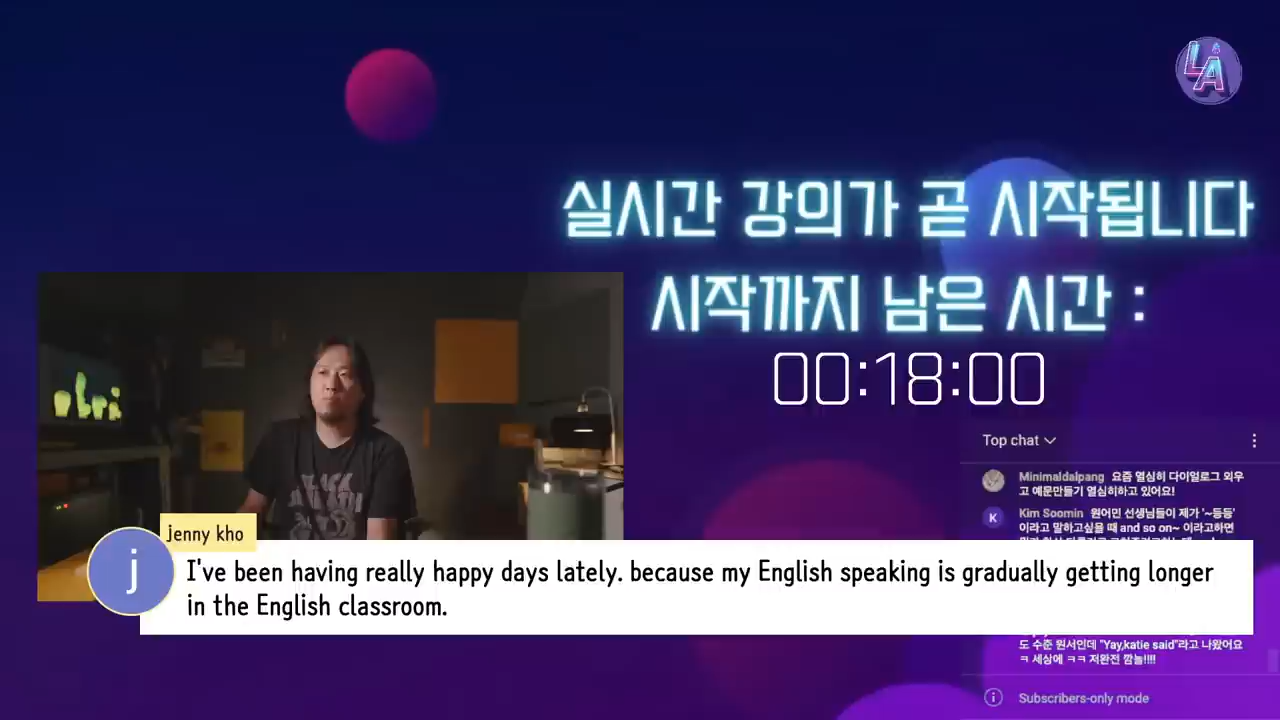 LA
실시간 강의가 곧 시작됩니다
시작까지 남은 시간 :
00:18:00
Top chat
Minimaldalpang 요즘 열심히 다이얼로그 외우
고 예문만들기 열심히하고 있어요!
K
Kim Soomin 원어민 선생님들이 제가 '~등등'
이라고 말하고싶을 때 and so on~ 이라고하면
jenny kho
j
I've been having really happy days lately. because my English speaking is gradually getting longer
in the English classroom.
도 수준 원서인데 "Yay,katie said"라고 나왔어요
ㅋ 세상에 ㅋㅋ 저완전 깜놀!!!!
Subscribers-only mode